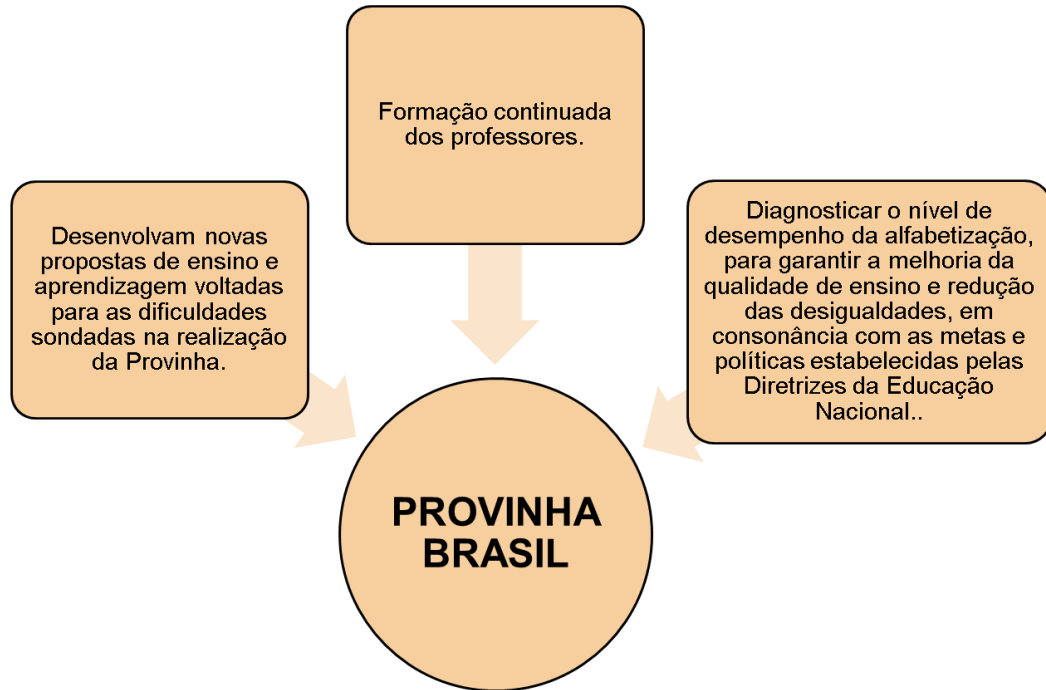 Formação continuada
dos professores.
Desenvolvam novas
propostas de ensino e
aprendizagem voltadas
para as dificuldades
sondadas na realização
da Provinha.
Diagnosticar o nível de
desempenho da alfabetização,
para garantir a melhoria da
qualidade de ensino e redução
das desigualdades, em
consonância com as metas e
políticas estabelecidas pelas
Diretrizes da Educação
Nacional..
PROVINHA
BRASIL